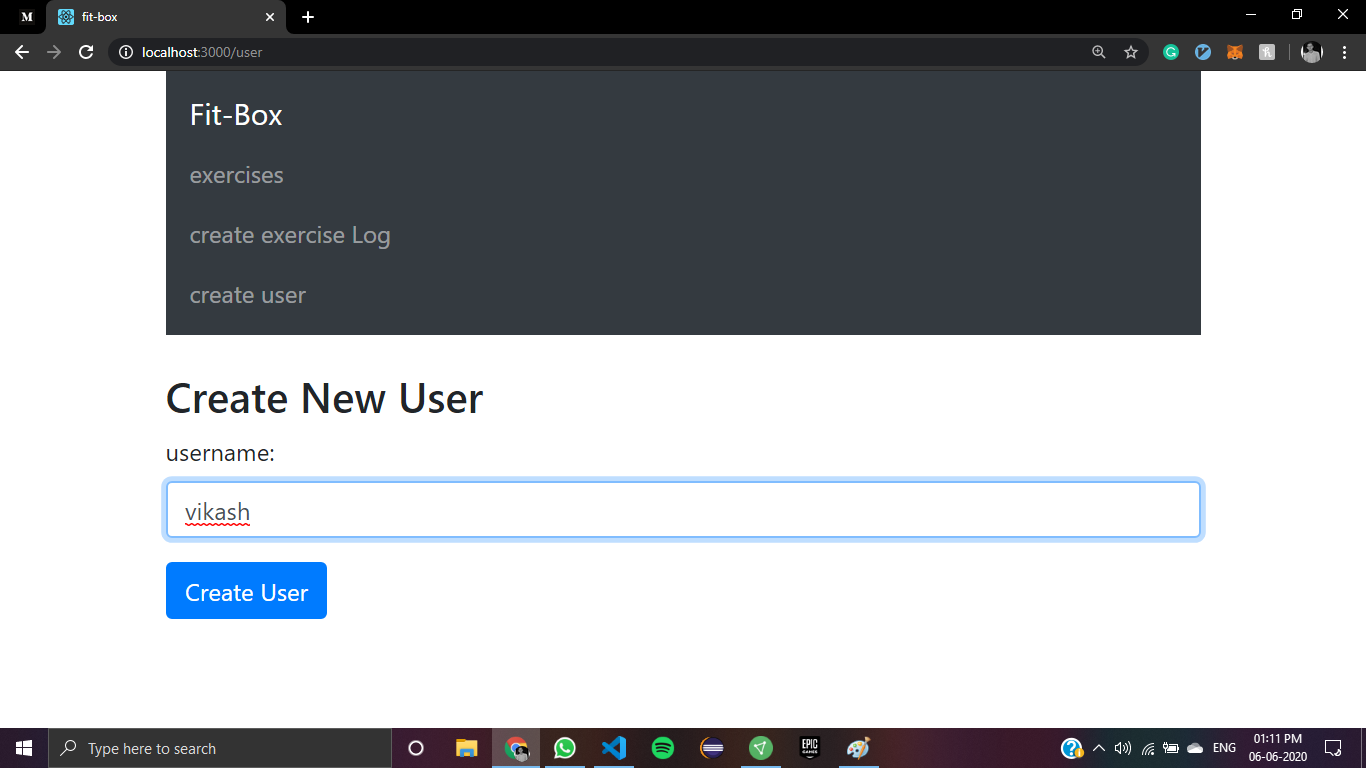 M
fit-box
localhost:3000/user
Fit-Box
exercises
create exercise Log
create user
Create New User
username:
vikash
Create User
Type here to search
EPIC
GAMES
ENG
01:11 PM
06-06-2020